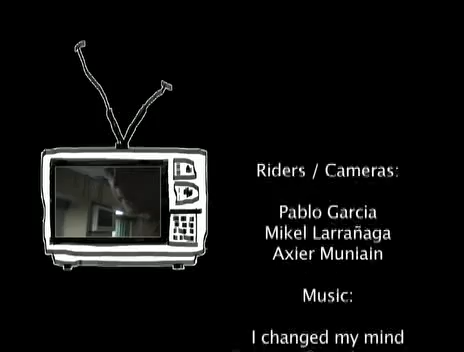 Riders / Cameras:
Pablo Garcia
Mikel Larrañaga
Axier Muniain
Music:
I changed my mind